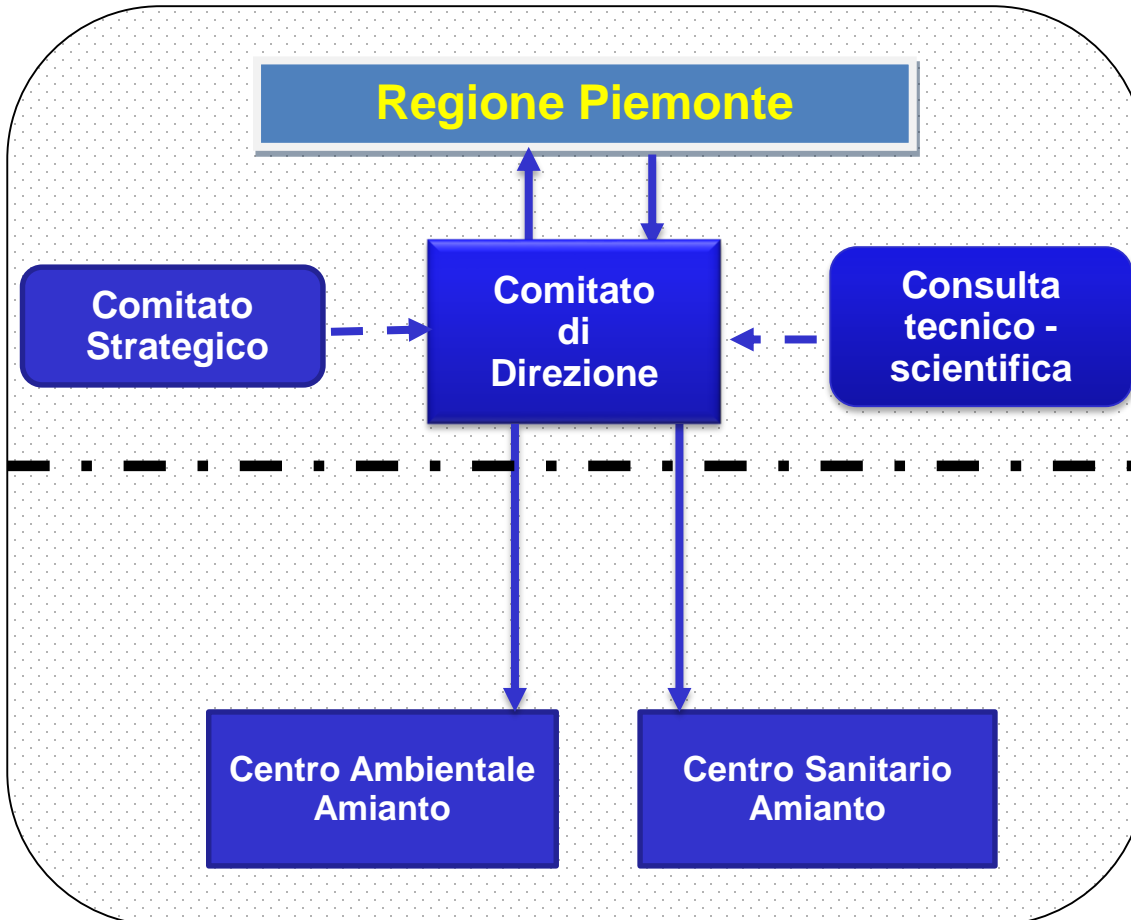 Regione Piemonte
Comitato
Strategico
Comitato
di
Direzione
Consulta
tecnico -
scientifica
Centro Ambientale
Amianto
Centro Sanitario
Amianto